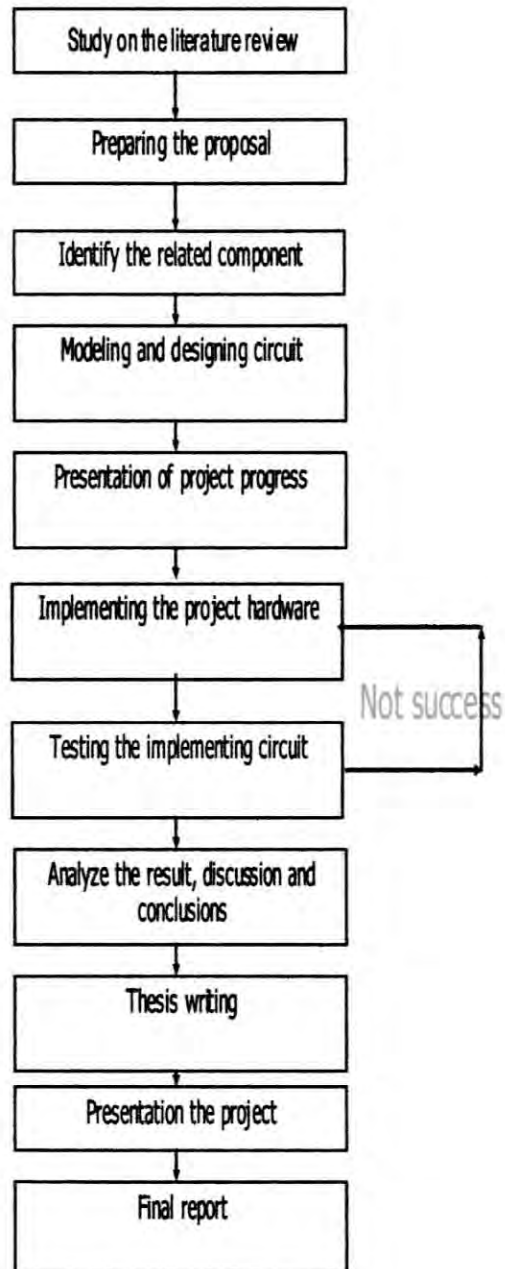 Study on the literature review
Preparing the proposal
Identify the related component
Modeling and designing circuit
Presentation of project progress
Implementing the project hardware
Not success
Testing the implementing circuit
Analyze the result, discussion and
conclusions
Thesis writing
Presentation the project
Final report